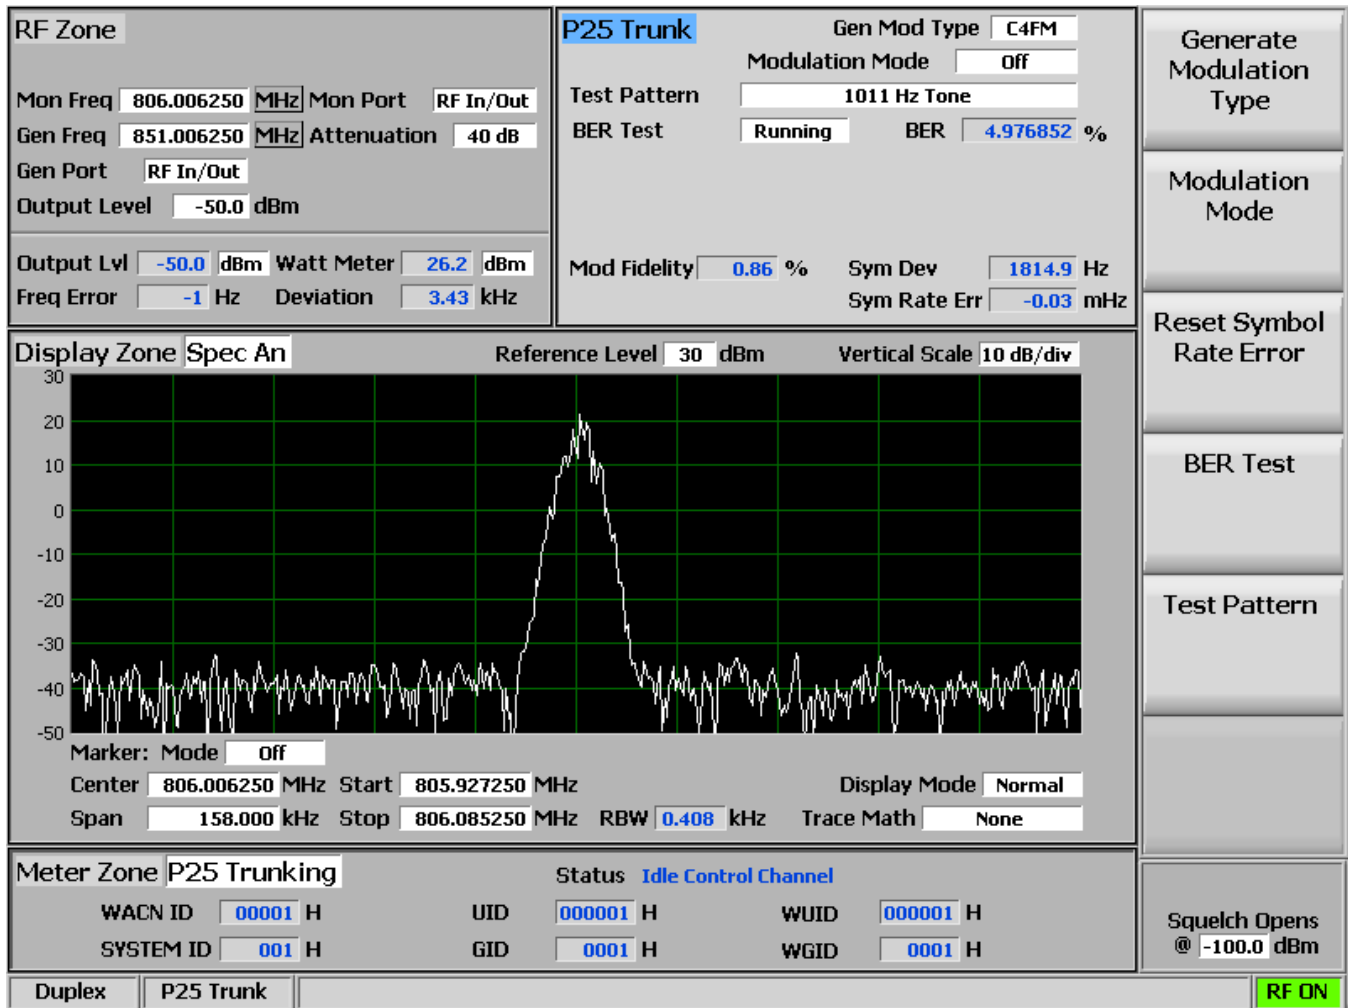 RF Zone
Mon Freq 806.006250 MHz Mon Port RF In/Out
Gen Freq 851.006250 MHz Attenuation 40 dB
Gen Port RF In/Out
Output Level -50.0 dBm
Output Lvl -50.0 dBm Watt Meter 26.2 dBm
Freq Error -1 Hz Deviation 3.43 kHz
P25 Trunk Gen Mod Type C4FM
Modulation Mode Off
Test Pattern 1011 Hz Tone
BER Test Running BER 4.976852 %
Mod Fidelity 0.86 % Sym Dev 1814.9 Hz
Sym Rate Err -0.03 mHz
Display Zone Spec An Reference Level 30 dBm Vertical Scale 10 dB/div
30
20
10
0
-10
-20
-30
-40
-50
Marker: Mode Off
Center 806.006250 MHz Start 805.927250 MHz Display Mode Normal
Span 158.000 kHz Stop 806.085250 MHz RBW 0.408 kHz Trace Math None
Meter Zone P25 Trunking Status Idle Control Channel
WACN ID 00001 H UID 000001 H WUID 000001 H
SYSTEM ID 001 H GID 0001 H WGID 0001 H
Duplex P25 Trunk RF ON
Generate
Modulation
Type
Modulation
Mode
Reset Symbol
Rate Error
BER Test
Test Pattern
Squelch Opens
@ -100.0 dBm